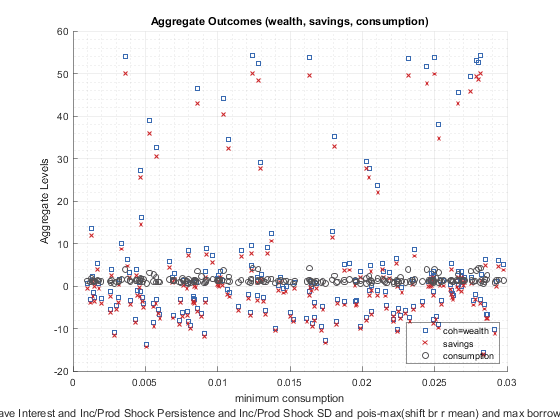 Aggregate Outcomes (wealth, savings, consumption)
60
50
40
30
20
10
0
-10
-20
Aggregate Levels
0
0.005
0.01
0.015
0.02
0.025
0.03
coh=wealth
savings
consumption
minimum consumption
ave Interest and Inc/Prod Shock Persistence and Inc/Prod Shock SD and pois-max(shift br r mean) and max borrow